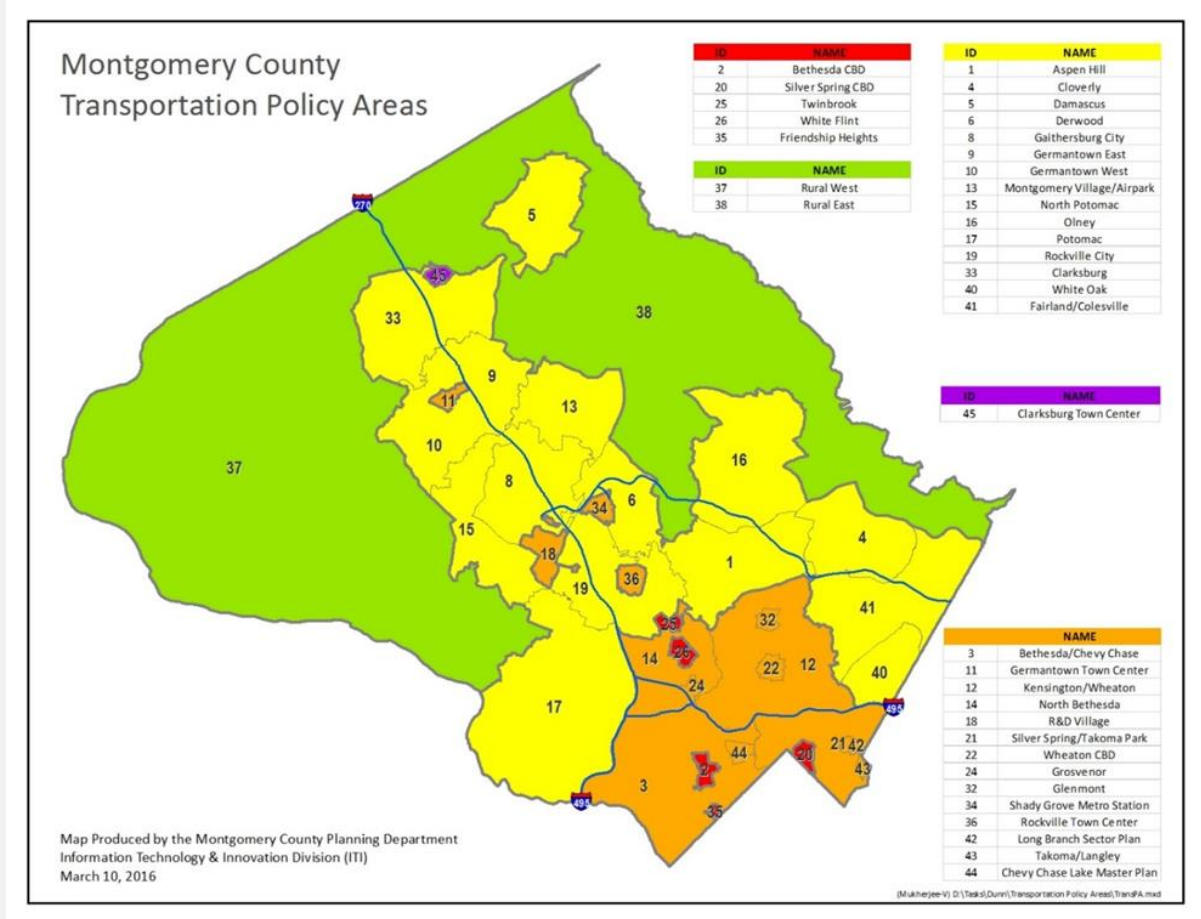 Montgomery County
Transportation Policy Areas
ID NAME
2 Bethesda CBD
20 Silver Spring CBD
25 Twinbrook
26 White Flint
35 Friendship Heights
ID NAME
37 Rural West
38 Rural East
ID NAME
1 Aspen Hill
4 Cloverly
5 Damascus
6 Derwood
8 Gaithersburg City
9 Germantown East
10 Germantown West
13 Montgomery Village/Airpark
15 North Potomac
16 Olney
17 Potomac
19 Rockville City
33 Clarksburg
40 White Oak
41 Fairland/Colesville
ID NAME
45 Clarksburg Town Center
NAME
3 Bethesda/Chevy Chase
11 Germantown Town Center
12 Kensington/Wheaton
14 North Bethesda
18 R&D Village
21 Silver Spring/Takoma Park
22 Wheaton CBD
24 Grosvenor
32 Glenmont
34 Shady Grove Metro Station
36 Rockville Town Center
42 Long Branch Sector Plan
43 Takoma/Langley
44 Chevy Chase Lake Master Plan
270
5
45
33
38
9
11
13
10
16
37
8
6
34
15
4
18
1
36
19
41
32
25
14
26
22
12
24
40
17
495
21
42
44
20
2
43
3
495
35
Map Produced by the Montgomery County Planning Department
Information Technology & Innovation Division (ITI)
March 10, 2016
(Mukherjee-V) D:\Tasks\Dunn\Transportation Policy Areas\TransPA.mxd